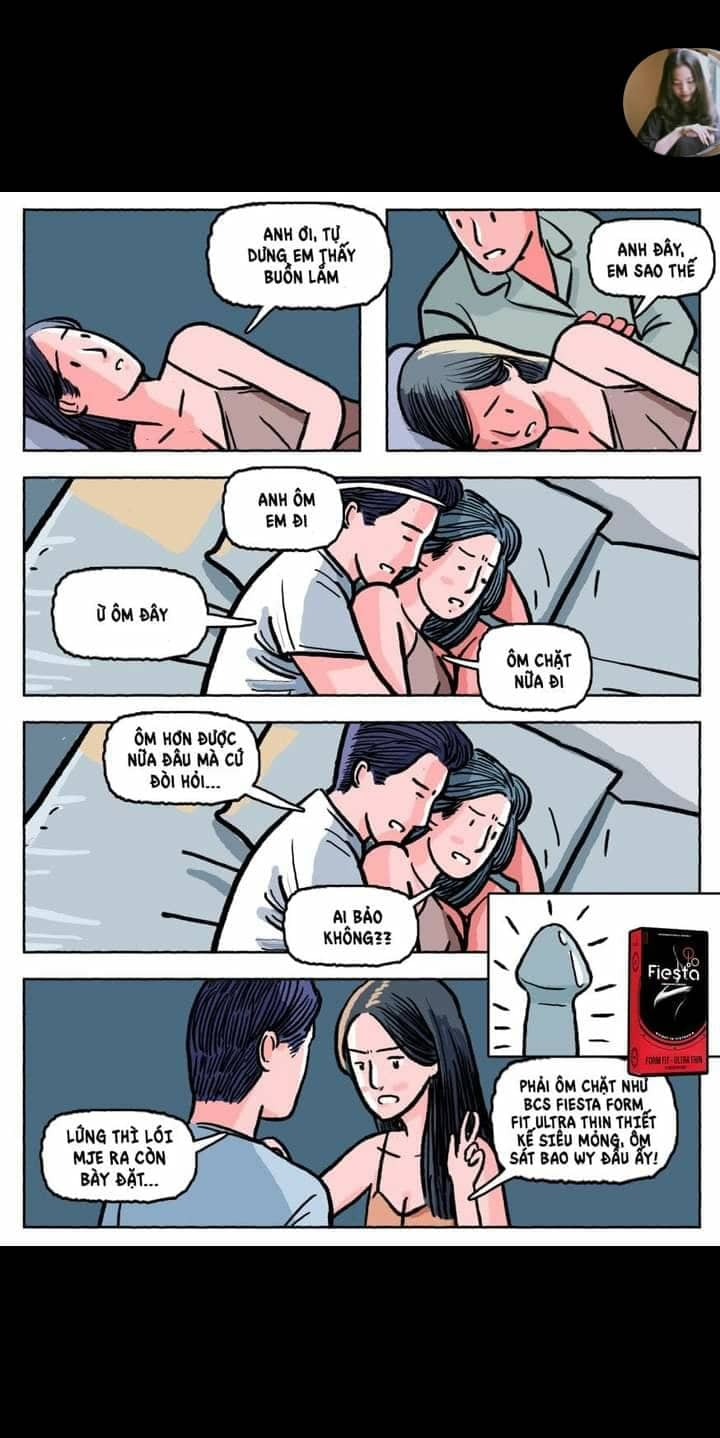 ANH ƠI, TỰ
DƯNG EM THẤY
BUỒN LẮM
ANH ĐÂY,
EM SAO THẾ
ANH ÔM
EM ĐI
Ừ ÔM ĐÂY
ÔM CHẶT
NỮA ĐI
ÔM HƠN ĐƯỢC
NỮA ĐÂU MÀ CỨ
ĐÒI HỎI...
AI BẢO
KHÔNG??
Fiesta
FORM FIT - ULTRA THIN
LỨNG THÌ LÓI
MJE RA CÒN
BÀY ĐẶT...
PHẢI ÔM CHẶT NHƯ
BCS FIESTA FORM
FIT ULTRA THIN THIẾT
KẾ SIÊU MỎNG, ÔM
SÁT BAO WY ĐẦU ẤY!